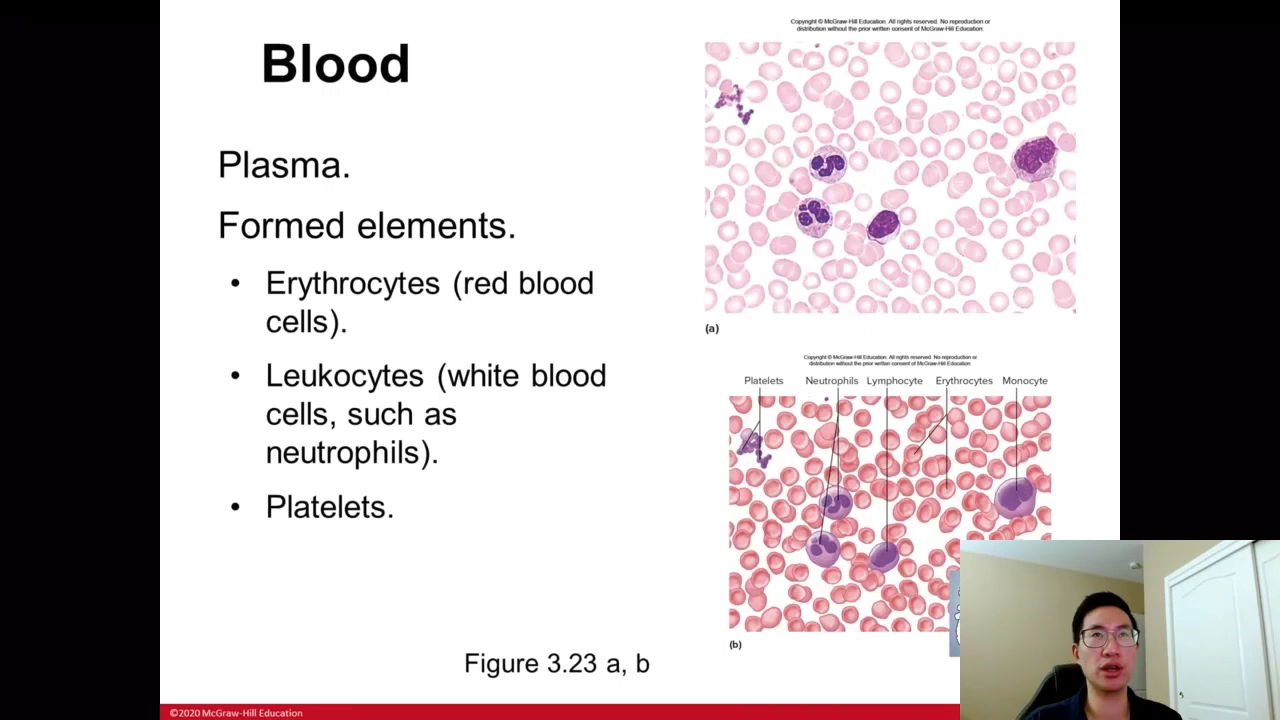 Blood
Plasma.
Formed elements.
• Erythrocytes (red blood
cells).
• Leukocytes (white blood
cells, such as
neutrophils).
• Platelets.
Figure 3.23 a, b
Copyright © McGraw-Hill Education. All rights reserved. No reproduction or
distribution without the prior written consent of McGraw-Hill Education.
(a)
Copyright © McGraw-Hill Education. All rights reserved. No reproduction or
distribution without the prior written consent of McGraw-Hill Education.
Platelets Neutrophils Lymphocyte Erythrocytes Monocyte
(b)
©2020 McGraw-Hill Education